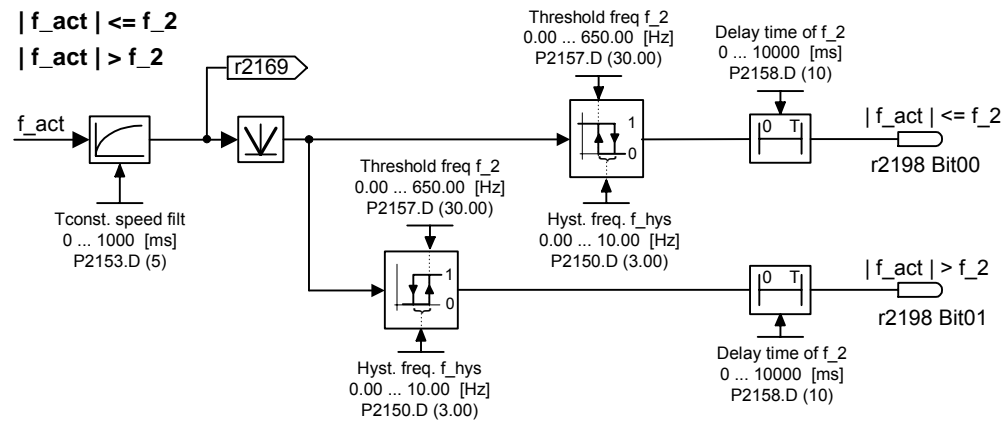 | f_act | <= f_2
| f_act | > f_2
r2169
f_act
Tconst. speed filt
0 ... 1000 [ms]
P2153.D (5)
Threshold freq f_2
0.00 ... 650.00 [Hz]
P2157.D (30.00)
1
0
Hyst. freq. f_hys
0.00 ... 10.00 [Hz]
P2150.D (3.00)
Delay time of f_2
0 ... 10000 [ms]
P2158.D (10)
0 T
| f_act | <= f_2
r2198 Bit00
Threshold freq f_2
0.00 ... 650.00 [Hz]
P2157.D (30.00)
1
0
Hyst. freq. f_hys
0.00 ... 10.00 [Hz]
P2150.D (3.00)
0 T
Delay time of f_2
0 ... 10000 [ms]
P2158.D (10)
| f_act | > f_2
r2198 Bit01